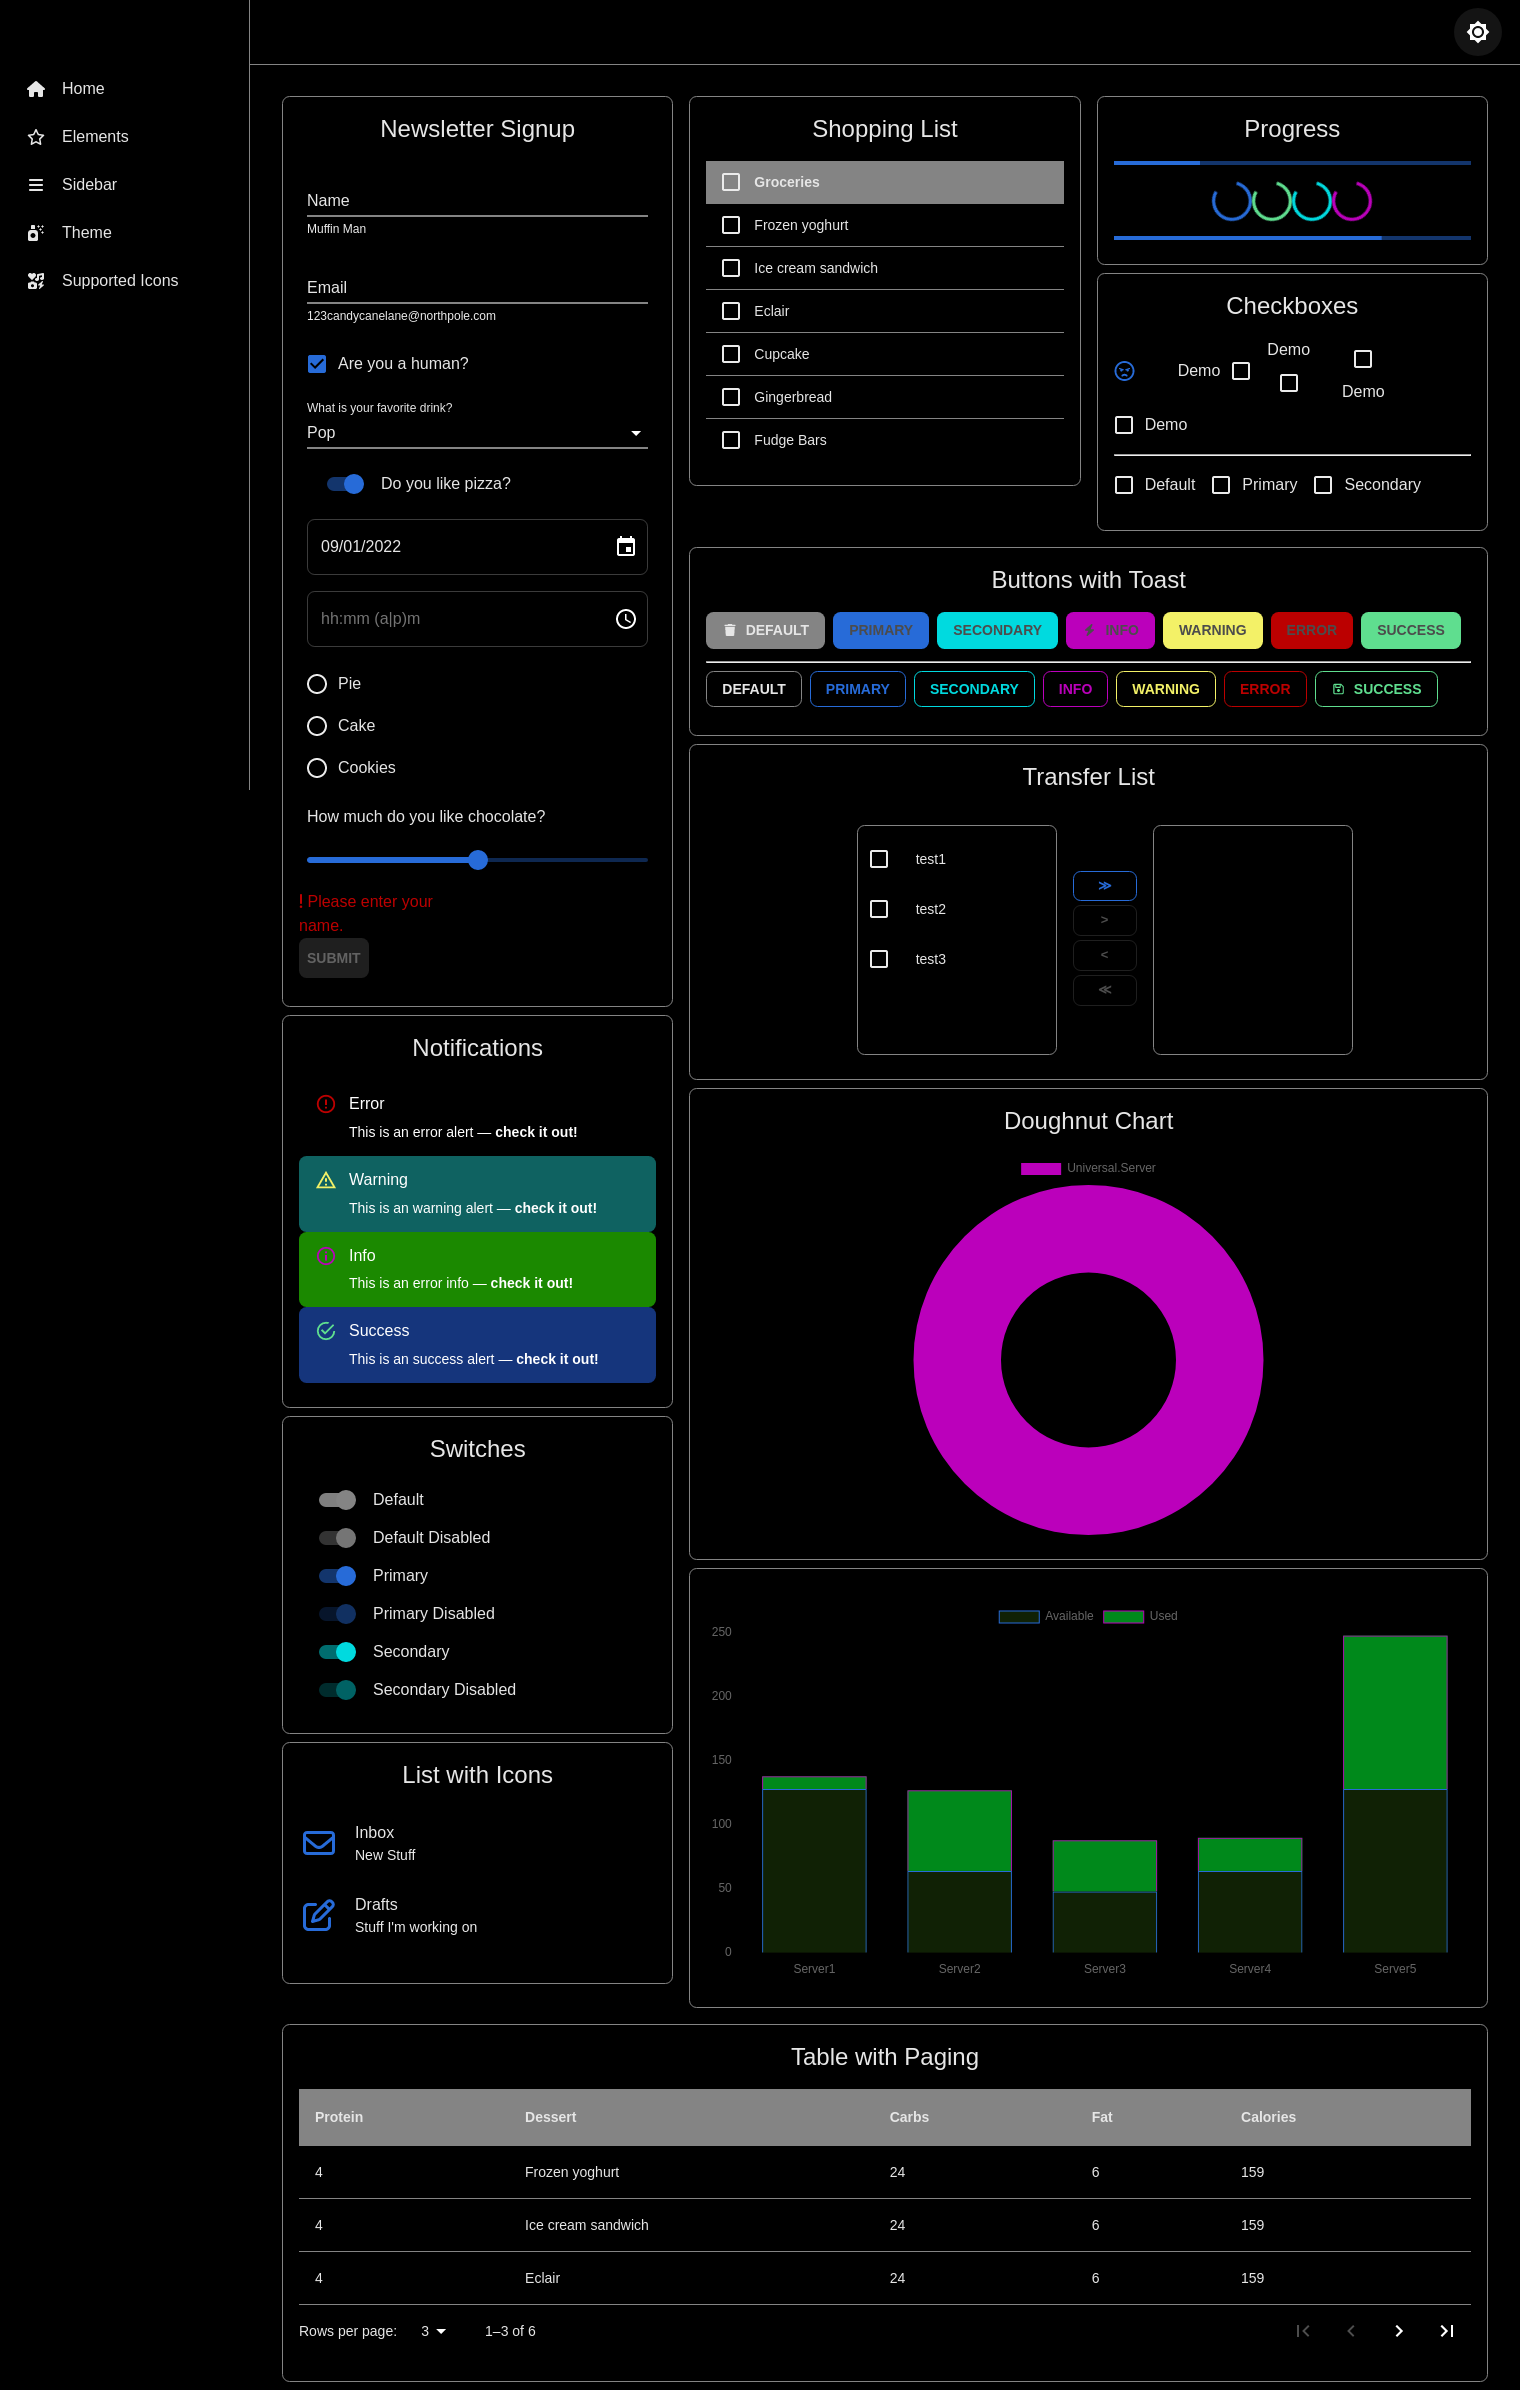 Home
Elements
Sidebar
Theme
Supported Icons
Newsletter Signup
Name
Muffin Man
Email
123candycanelane@northpole.com
Are you a human?
What is your favorite drink?
Pop
Do you like pizza?
09/01/2022
hh:mm (a|p)m
Pie
Cake
Cookies
How much do you like chocolate?
! Please enter your
name.
SUBMIT
Notifications
Error
This is an error alert — check it out!
Warning
This is an warning alert — check it out!
Info
This is an error info — check it out!
Success
This is an success alert — check it out!
Switches
Default
Default Disabled
Primary
Primary Disabled
Secondary
Secondary Disabled
List with Icons
Inbox
New Stuff
Drafts
Stuff I'm working on
Shopping List
Groceries
Frozen yoghurt
Ice cream sandwich
Eclair
Cupcake
Gingerbread
Fudge Bars
Progress
Checkboxes
Demo
Demo
Demo
Demo
Default Primary Secondary
Buttons with Toast
DEFAULT PRIMARY SECONDARY INFO WARNING ERROR SUCCESS
DEFAULT PRIMARY SECONDARY INFO WARNING ERROR SUCCESS
Transfer List
test1
test2
test3
≫
>
<
≪
Doughnut Chart
Universal.Server
Available Used
250
200
150
100
50
0
Server1 Server2 Server3 Server4 Server5
Table with Paging
Protein Dessert Carbs Fat Calories
4 Frozen yoghurt 24 6 159
4 Ice cream sandwich 24 6 159
4 Eclair 24 6 159
Rows per page: 3 1–3 of 6